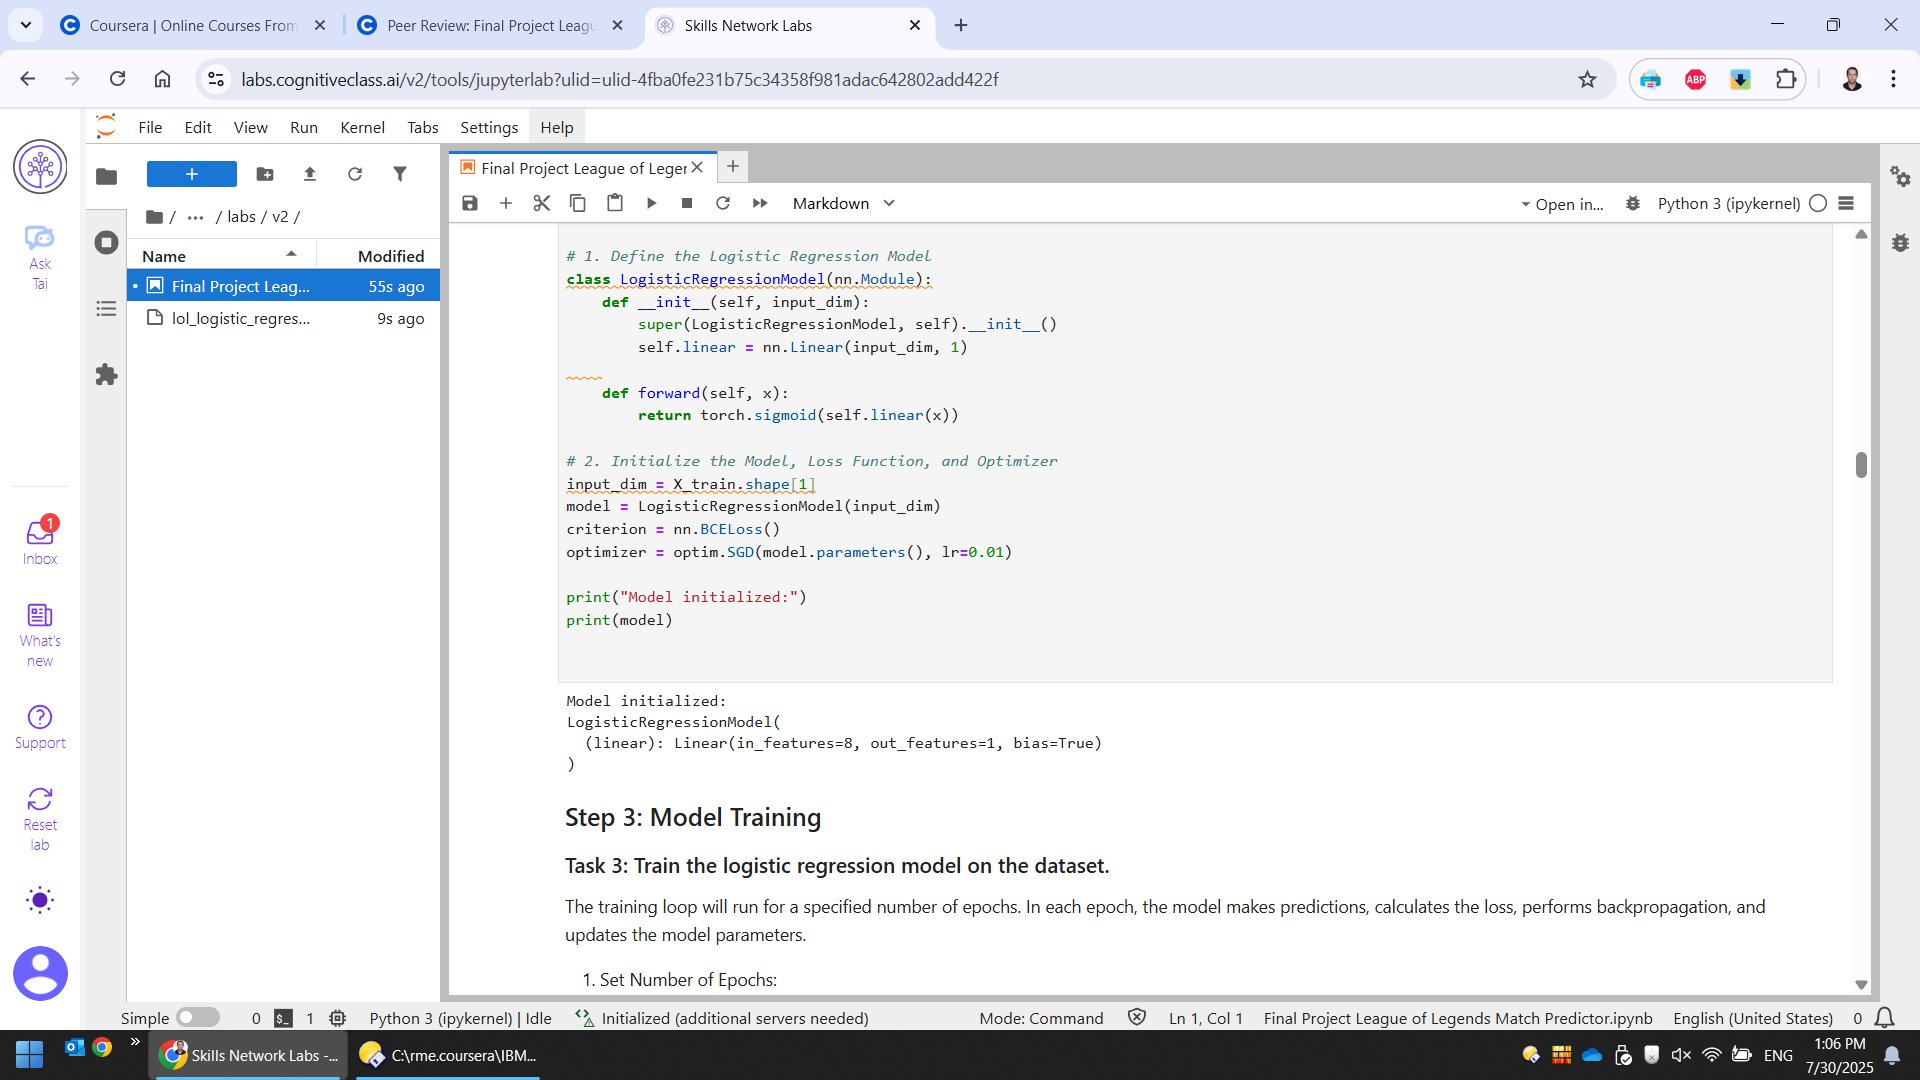 Coursera | Online Courses From
Peer Review: Final Project Leagu
Skills Network Labs
labs.cognitiveclass.ai/v2/tools/jupyterlab?ulid=ulid-4fba0fe231b75c34358f981adac642802add422f
ABP
File Edit View Run Kernel Tabs Settings Help
Ask
Tai
1
Inbox
What's
new
Support
Reset
lab
/ ... / labs / v2 /
Name Modified
Final Project Leag... 55s ago
lol_logistic_regres... 9s ago
Final Project League of Leger
Markdown
Open in...
Python 3 (ipykernel)
# 1. Define the Logistic Regression Model
class LogisticRegressionModel(nn.Module):
    def __init__(self, input_dim):
        super(LogisticRegressionModel, self).__init__()
        self.linear = nn.Linear(input_dim, 1)
    def forward(self, x):
        return torch.sigmoid(self.linear(x))
# 2. Initialize the Model, Loss Function, and Optimizer
input_dim = X_train.shape[1]
model = LogisticRegressionModel(input_dim)
criterion = nn.BCELoss()
optimizer = optim.SGD(model.parameters(), lr=0.01)
print("Model initialized:")
print(model)
Model initialized:
LogisticRegressionModel(
  (linear): Linear(in_features=8, out_features=1, bias=True)
)
Step 3: Model Training
Task 3: Train the logistic regression model on the dataset.
The training loop will run for a specified number of epochs. In each epoch, the model makes predictions, calculates the loss, performs backpropagation, and
updates the model parameters.
1. Set Number of Epochs:
Simple 0 $_ 1 Python 3 (ipykernel) | Idle Initialized (additional servers needed) Mode: Command Ln 1, Col 1 Final Project League of Legends Match Predictor.ipynb English (United States) 0
Skills Network Labs -...
C:\rme.coursera\IBM...
ENG
1:06 PM
7/30/2025